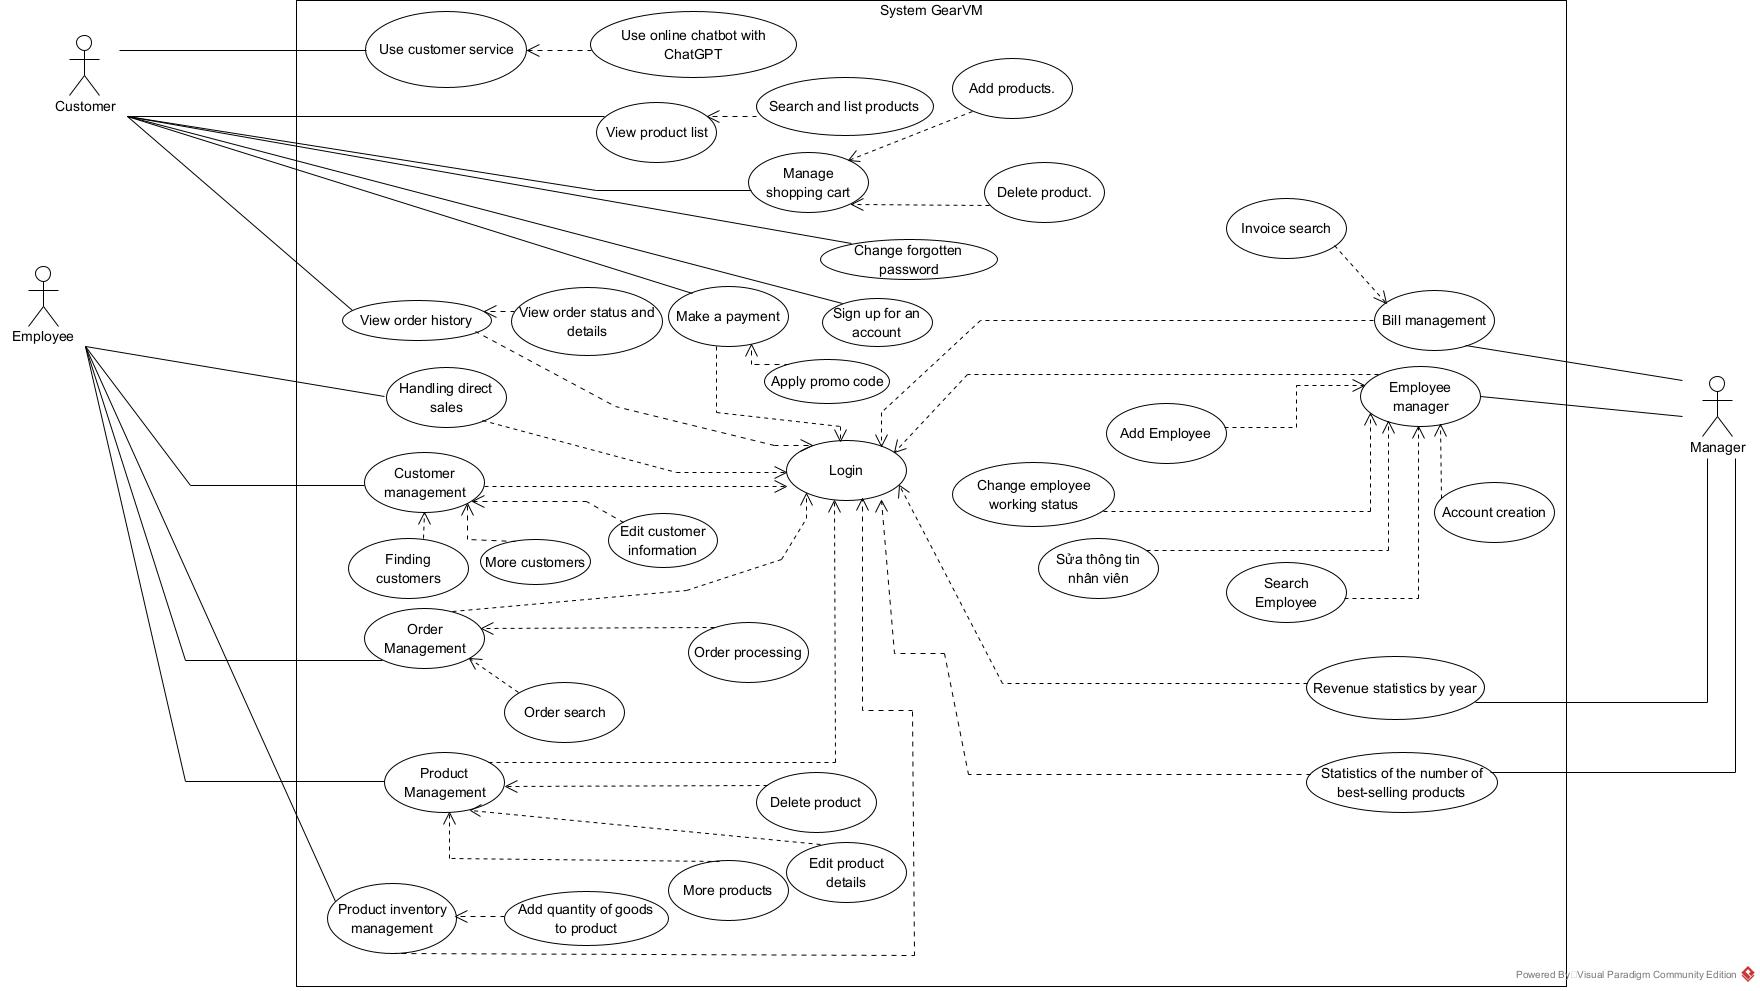 System GearVM
Customer
Use customer service
Use online chatbot with
ChatGPT
Search and list products
Add products.
View product list
Manage
shopping cart
Delete product.
Change forgotten
password
Invoice search
Employee
View order history
View order status and
details
Make a payment
Sign up for an
account
Bill management
Apply promo code
Handling direct
sales
Employee
manager
Manager
Add Employee
Login
Customer
management
Change employee
working status
Account creation
Edit customer
information
Finding
customers
More customers
Sửa thông tin
nhân viên
Search
Employee
Order
Management
Order processing
Order search
Revenue statistics by year
Product
Management
Statistics of the number of
best-selling products
Delete product
Edit product
details
More products
Product inventory
management
Add quantity of goods
to product
Powered By Visual Paradigm Community Edition